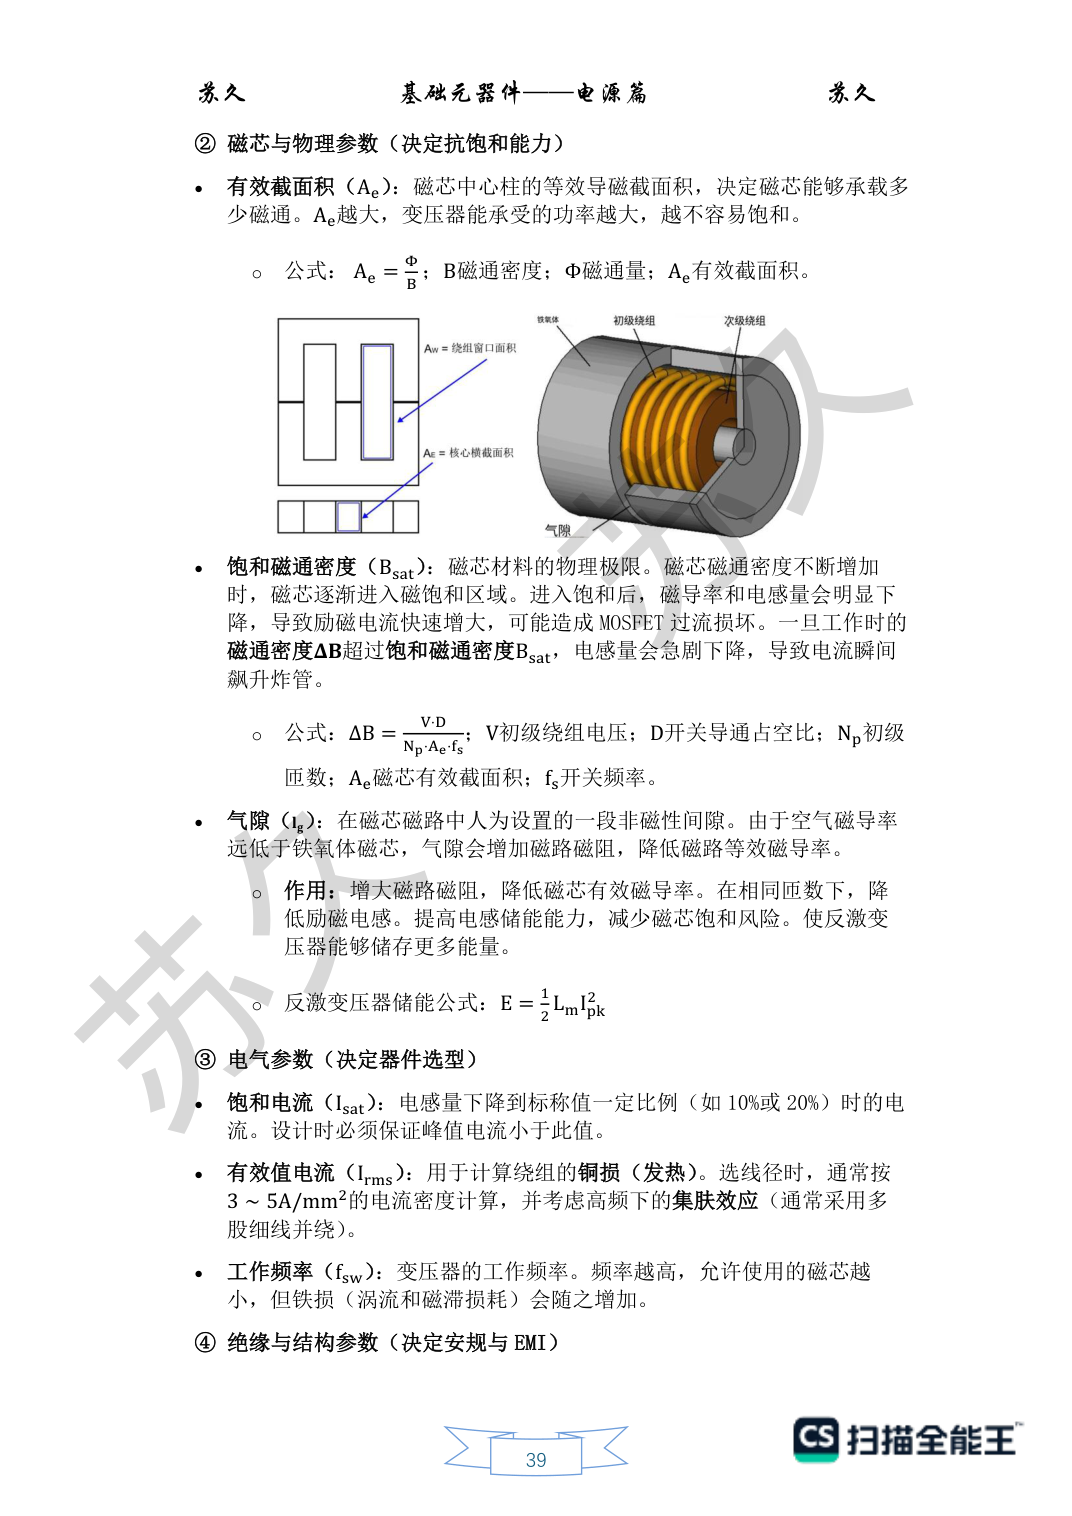 苏久 基础元器件——电源篇 苏久
② 磁芯与物理参数（决定抗饱和能力）
• 有效截面积（Aₑ）：磁芯中心柱的等效导磁截面积，决定磁芯能够承载多
少磁通。Aₑ越大，变压器能承受的功率越大，越不容易饱和。
○ 公式： Aₑ = Φ/B；B磁通密度；Φ磁通量；Aₑ有效截面积。
铁氧体 初级绕组 次级绕组
Aw = 绕组窗口面积
AE = 核心横截面积
气隙
• 饱和磁通密度（B_sat）：磁芯材料的物理极限。磁芯磁通密度不断增加
时，磁芯逐渐进入磁饱和区域。进入饱和后，磁导率和电感量会明显下
降，导致励磁电流快速增大，可能造成 MOSFET 过流损坏。一旦工作时的
磁通密度ΔB超过饱和磁通密度B_sat，电感量会急剧下降，导致电流瞬间
飙升炸管。
○ 公式：ΔB = V·D/(N_p·A_e·f_s)；V初级绕组电压；D开关导通占空比；N_p初级
匝数；Aₑ磁芯有效截面积；f_s开关频率。
• 气隙（l_g）：在磁芯磁路中人为设置的一段非磁性间隙。由于空气磁导率
远低于铁氧体磁芯，气隙会增加磁路磁阻，降低磁路等效磁导率。
○ 作用：增大磁路磁阻，降低磁芯有效磁导率。在相同匝数下，降
低励磁电感。提高电感储能能力，减少磁芯饱和风险。使反激变
压器能够储存更多能量。
○ 反激变压器储能公式：E = ½L_m I_pk²
③ 电气参数（决定器件选型）
• 饱和电流（I_sat）：电感量下降到标称值一定比例（如 10%或 20%）时的电
流。设计时必须保证峰值电流小于此值。
• 有效值电流（I_rms）：用于计算绕组的铜损（发热）。选线径时，通常按
3 ~ 5A/mm²的电流密度计算，并考虑高频下的集肤效应（通常采用多
股细线并绕）。
• 工作频率（f_sw）：变压器的工作频率。频率越高，允许使用的磁芯越
小，但铁损（涡流和磁滞损耗）会随之增加。
④ 绝缘与结构参数（决定安规与 EMI）
39
CS 扫描全能王™
苏久
苏久